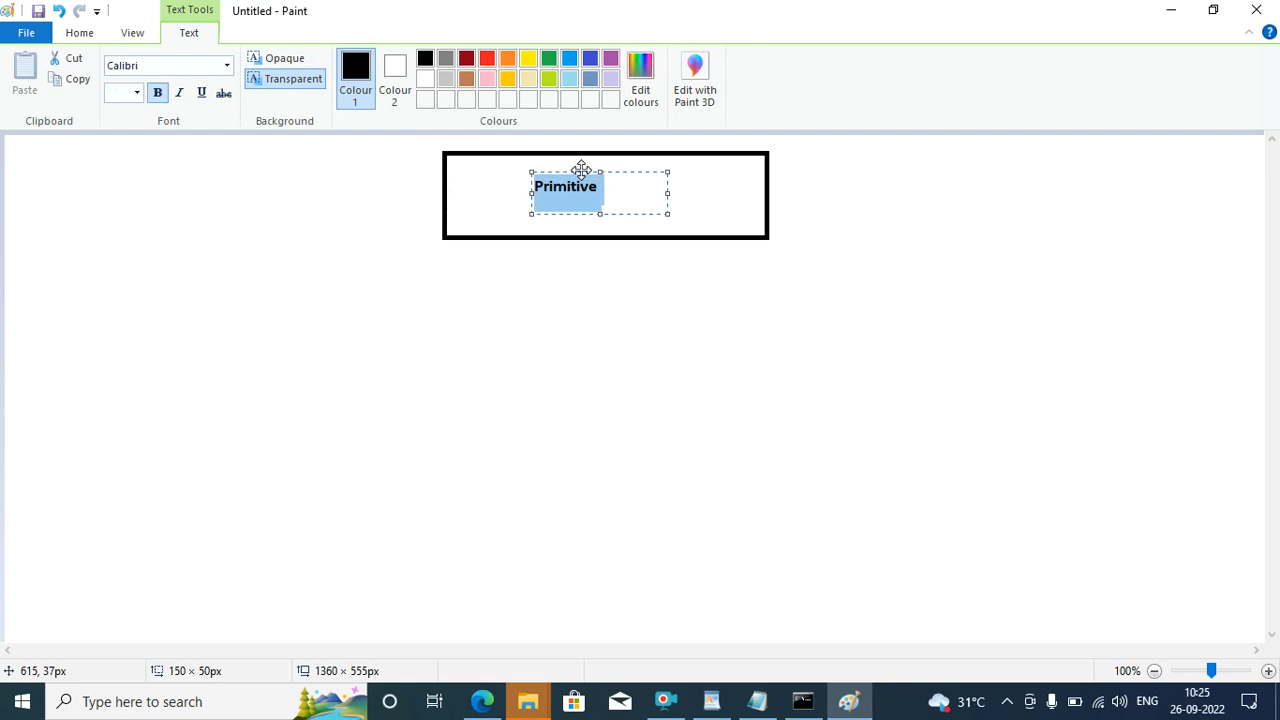 Text Tools
Untitled - Paint
File
Home
View
Text
Paste
Cut
Copy
Clipboard
Calibri
B I U abc
Font
Opaque
Transparent
Background
Colour 1
Colour 2
Edit colours
Colours
Edit with Paint 3D
Primitive
615, 37px
150 × 50px
1360 × 555px
100%
Type here to search
31°C
ENG
10:25
26-09-2022